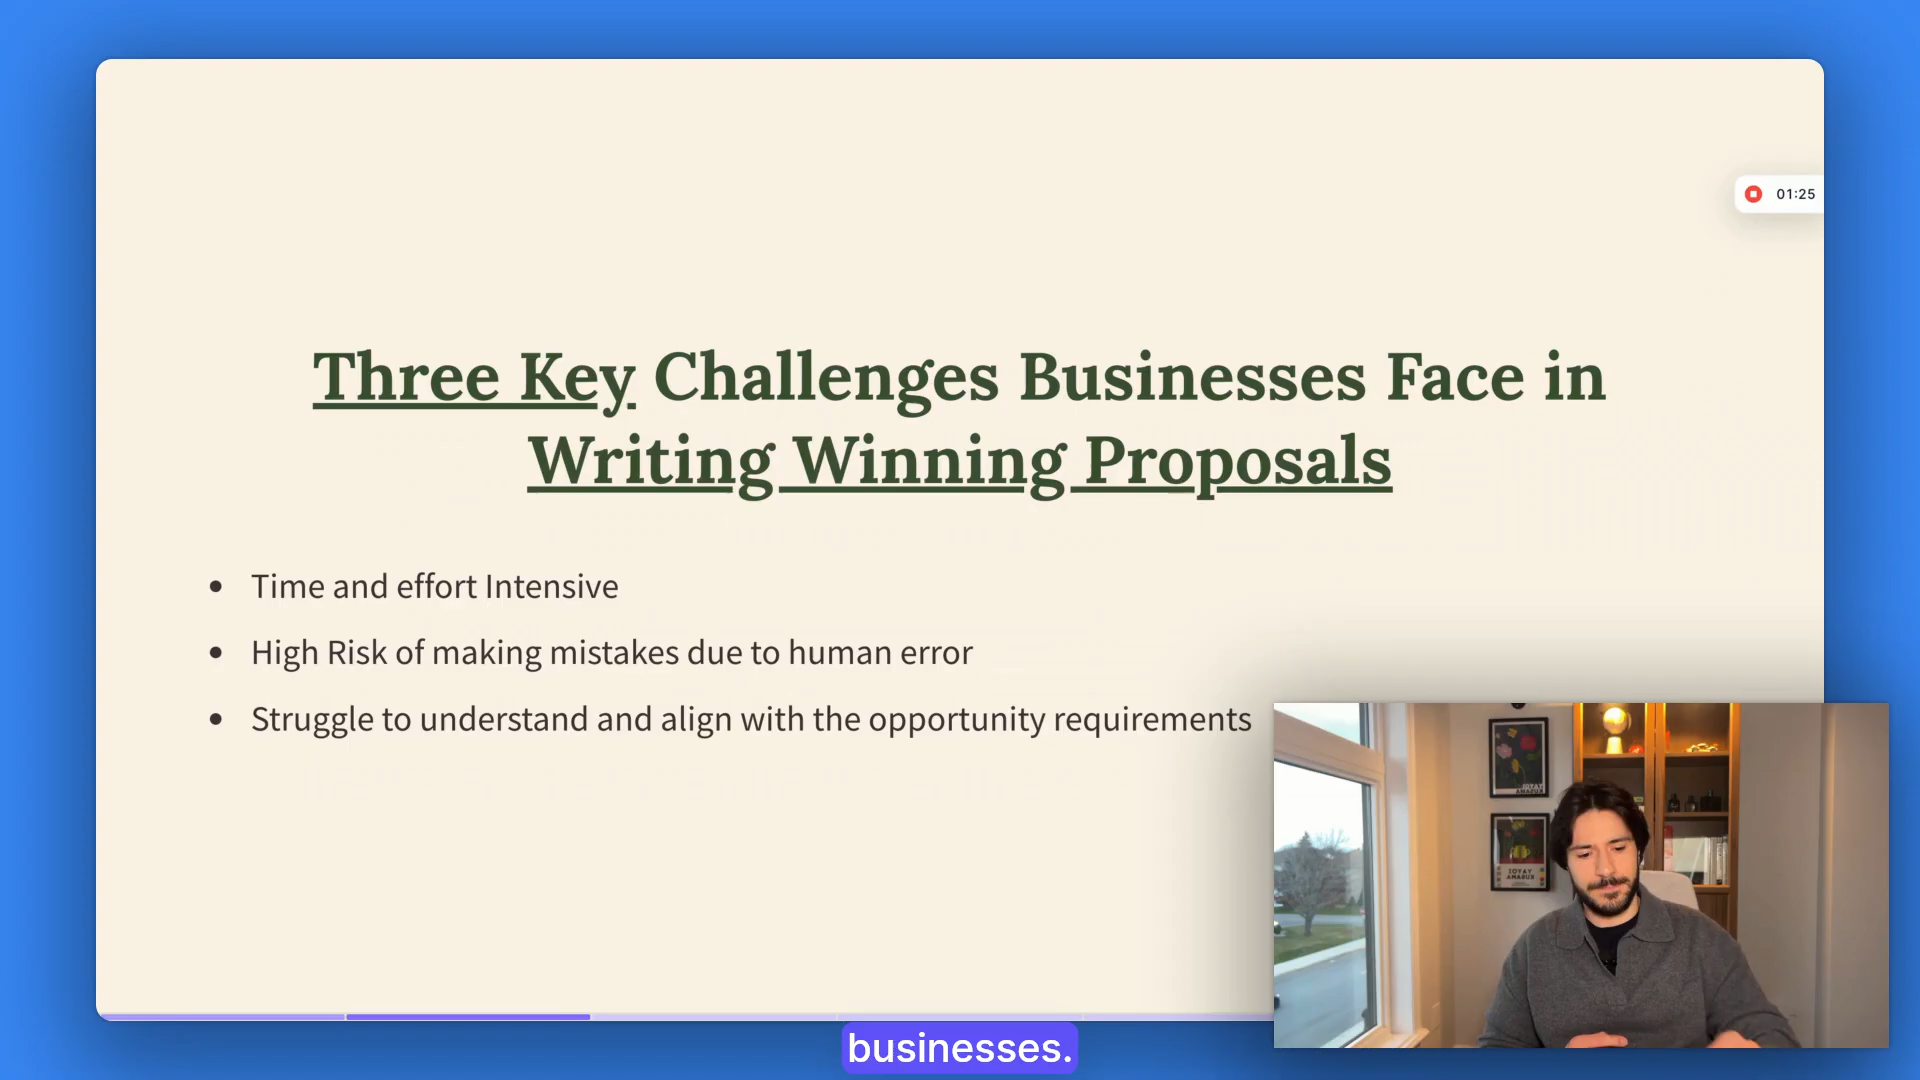 01:25
Three Key Challenges Businesses Face in
Writing Winning Proposals
• Time and effort Intensive
• High Risk of making mistakes due to human error
• Struggle to understand and align with the opportunity requirements
businesses.